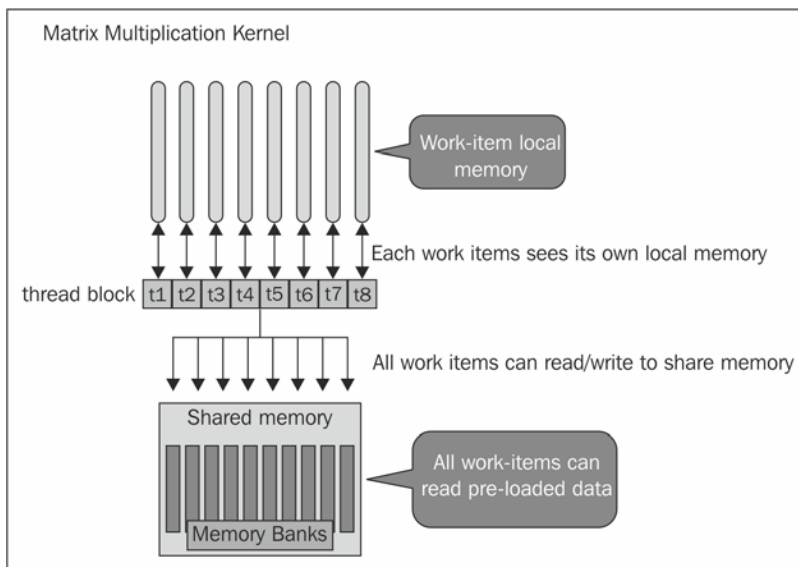 Matrix Multiplication Kernel
Work-item local
memory
Each work items sees its own local memory
thread block
t1 t2 t3 t4 t5 t6 t7 t8
All work items can read/write to share memory
Shared memory
All work-items can
read pre-loaded data
Memory Banks